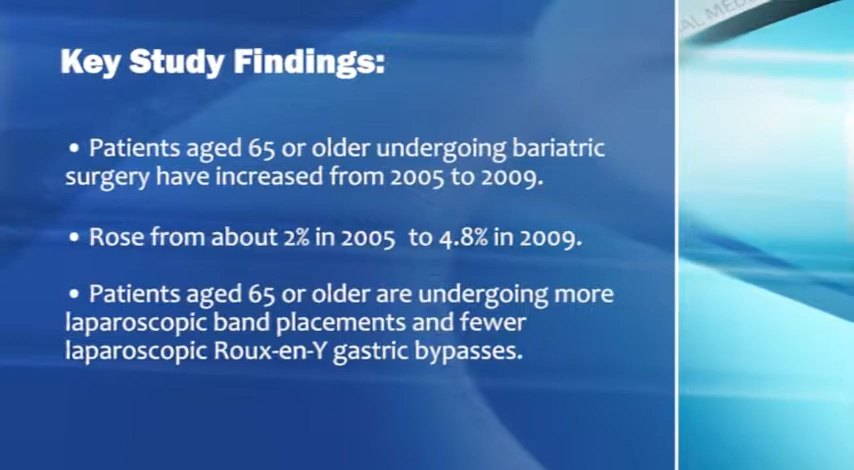 Key Study Findings:
• Patients aged 65 or older undergoing bariatric
surgery have increased from 2005 to 2009.
• Rose from about 2% in 2005  to 4.8% in 2009.
• Patients aged 65 or older are undergoing more
laparoscopic band placements and fewer
laparoscopic Roux-en-Y gastric bypasses.